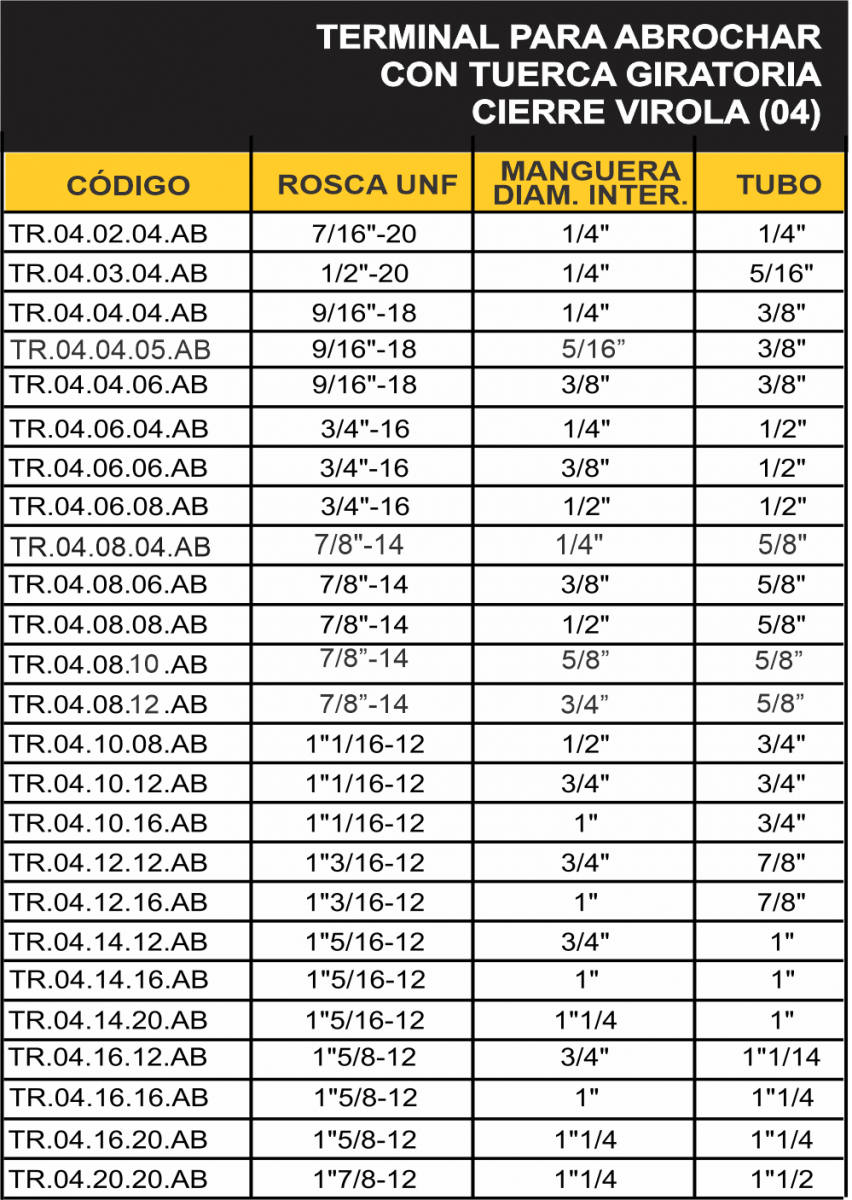 TERMINAL PARA ABROCHAR
CON TUERCA GIRATORIA
CIERRE VIROLA (04)
CÓDIGO ROSCA UNF MANGUERA DIAM. INTER. TUBO
TR.04.02.04.AB 7/16"-20 1/4" 1/4"
TR.04.03.04.AB 1/2"-20 1/4" 5/16"
TR.04.04.04.AB 9/16"-18 1/4" 3/8"
TR.04.04.05.AB 9/16"-18 5/16” 3/8"
TR.04.04.06.AB 9/16"-18 3/8" 3/8"
TR.04.06.04.AB 3/4"-16 1/4" 1/2"
TR.04.06.06.AB 3/4"-16 3/8" 1/2"
TR.04.06.08.AB 3/4"-16 1/2" 1/2"
TR.04.08.04.AB 7/8"-14 1/4" 5/8"
TR.04.08.06.AB 7/8"-14 3/8" 5/8"
TR.04.08.08.AB 7/8"-14 1/2" 5/8"
TR.04.08.10.AB 7/8”-14 5/8” 5/8”
TR.04.08.12.AB 7/8”-14 3/4” 5/8”
TR.04.10.08.AB 1"1/16-12 1/2" 3/4"
TR.04.10.12.AB 1"1/16-12 3/4" 3/4"
TR.04.10.16.AB 1"1/16-12 1" 3/4"
TR.04.12.12.AB 1"3/16-12 3/4" 7/8"
TR.04.12.16.AB 1"3/16-12 1" 7/8"
TR.04.14.12.AB 1"5/16-12 3/4" 1"
TR.04.14.16.AB 1"5/16-12 1" 1"
TR.04.14.20.AB 1"5/16-12 1"1/4 1"
TR.04.16.12.AB 1"5/8-12 3/4" 1"1/14
TR.04.16.16.AB 1"5/8-12 1" 1"1/4
TR.04.16.20.AB 1"5/8-12 1"1/4 1"1/4
TR.04.20.20.AB 1"7/8-12 1"1/4 1"1/2